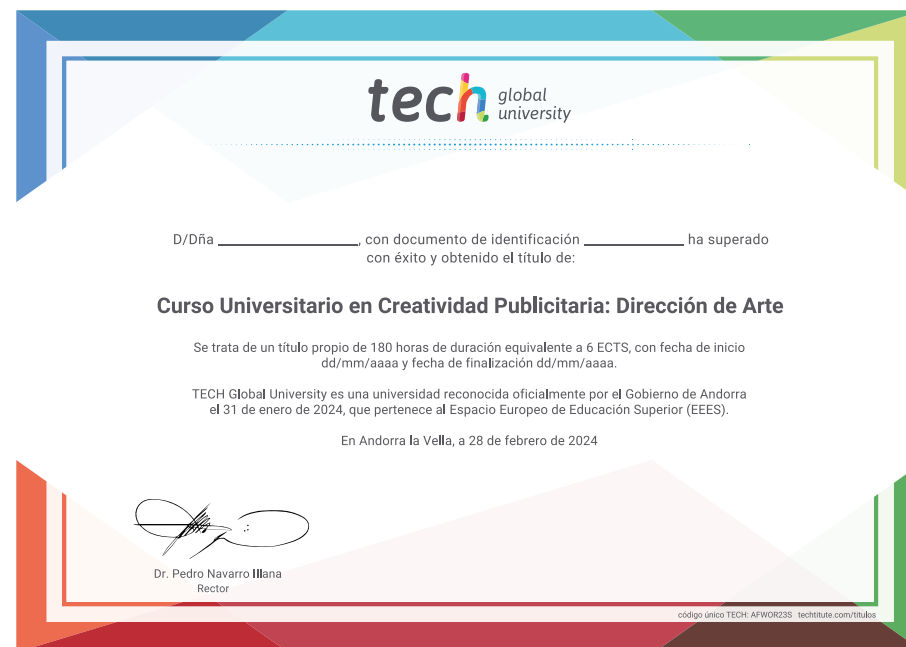 tech global university
D/Dña ____________, con documento de identificación ____________ ha superado
con éxito y obtenido el título de:
Curso Universitario en Creatividad Publicitaria: Dirección de Arte
Se trata de un título propio de 180 horas de duración equivalente a 6 ECTS, con fecha de inicio
dd/mm/aaaa y fecha de finalización dd/mm/aaaa.
TECH Global University es una universidad reconocida oficialmente por el Gobierno de Andorra
el 31 de enero de 2024, que pertenece al Espacio Europeo de Educación Superior (EEES).
En Andorra la Vella, a 28 de febrero de 2024
Dr. Pedro Navarro Illana
Rector
código único TECH: AFWOR23S techtitute.com/titulos